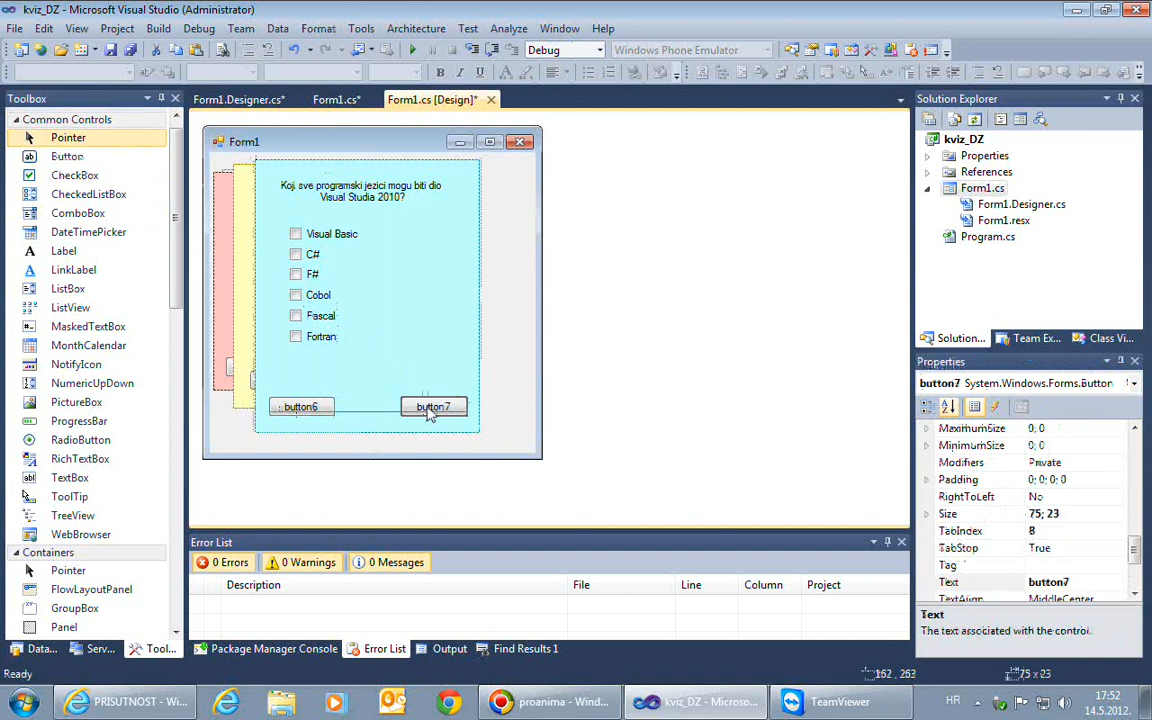 kviz_DZ - Microsoft Visual Studio (Administrator)
File Edit View Project Build Debug Team Data Format Tools Architecture Test Analyze Window Help
Debug Windows Phone Emulator
Toolbox
Form1.Designer.cs* Form1.cs* Form1.cs [Design]*
Solution Explorer
Common Controls
Pointer
Button
CheckBox
CheckedListBox
ComboBox
DateTimePicker
Label
LinkLabel
ListBox
ListView
MaskedTextBox
MonthCalendar
NotifyIcon
NumericUpDown
PictureBox
ProgressBar
RadioButton
RichTextBox
TextBox
ToolTip
TreeView
WebBrowser
Containers
Pointer
FlowLayoutPanel
GroupBox
Panel
Data... Serv... Tool...
Form1
Koji sve programski jezici mogu biti dio
Visual Studia 2010?
Visual Basic
C#
F#
Cobol
Pascal
Fortran
button6 button7
kviz_DZ
Properties
References
Form1.cs
Form1.Designer.cs
Form1.resx
Program.cs
Solution... Team Ex... Class Vi...
Properties
button7 System.Windows.Forms.Button
MaximumSize 0; 0
MinimumSize 0; 0
Modifiers Private
Padding 0; 0; 0; 0
RightToLeft No
Size 75; 23
TabIndex 8
TabStop True
Tag
Text button7
TextAlign MiddleCenter
Text
The text associated with the control.
Error List
0 Errors 0 Warnings 0 Messages
Description File Line Column Project
Package Manager Console Error List Output Find Results 1
Ready 162, 263 75 x 23
PRISUTNOST - Wi... proanima - Wind... kviz_DZ - Microso... TeamViewer HR 17:52
14.5.2012.